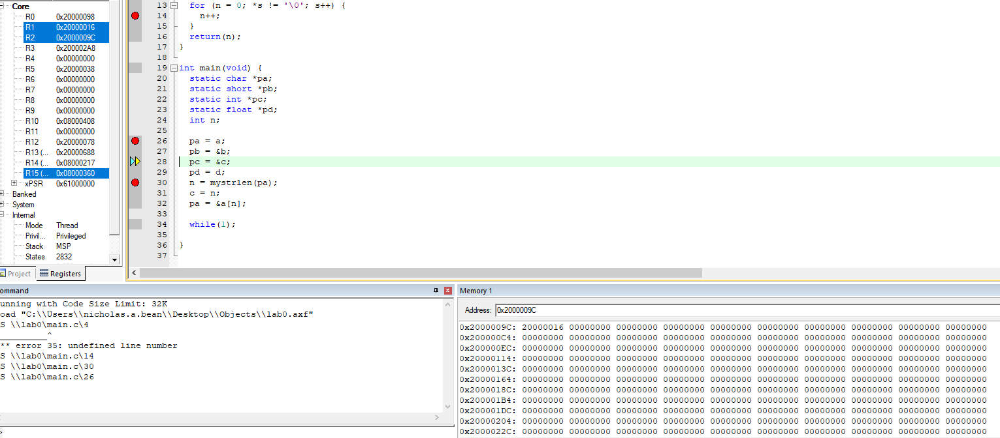 Core
R0 0x20000098
R1 0x20000016
R2 0x2000009C
R3 0x200002A8
R4 0x00000000
R5 0x20000038
R6 0x00000000
R7 0x00000000
R8 0x00000000
R9 0x00000000
R10 0x08000408
R11 0x00000000
R12 0x20000078
R13 (... 0x20000688
R14 (... 0x08000217
R15 (... 0x08000360
xPSR 0x61000000
Banked
System
Internal
Mode Thread
Privil... Privileged
Stack MSP
States 2832
Project Registers
13 for (n = 0; *s != '\0'; s++) {
14 n++;
15 }
16 return(n);
17 }
18
19 int main(void) {
20 static char *pa;
21 static short *pb;
22 static int *pc;
23 static float *pd;
24 int n;
25
26 pa = a;
27 pb = &b;
28 pc = &c;
29 pd = d;
30 n = mystrlen(pa);
31 c = n;
32 pa = &a[n];
33
34 while(1);
35
36 }
37
ommand
unning with Code Size Limit: 32K
oad "C:\\Users\\nicholas.a.bean\\Desktop\\Objects\\lab0.axf"
S \\lab0\main.c\4
^
** error 35: undefined line number
S \\lab0\main.c\14
S \\lab0\main.c\30
S \\lab0\main.c\26
>
Memory 1
Address: 0x2000009C
0x2000009C: 20000016 00000000 00000000 00000000 00000000 00000000 00000000 00000000 00000000 00000000
0x200000C4: 00000000 00000000 00000000 00000000 00000000 00000000 00000000 00000000 00000000 00000000
0x200000EC: 00000000 00000000 00000000 00000000 00000000 00000000 00000000 00000000 00000000 00000000
0x20000114: 00000000 00000000 00000000 00000000 00000000 00000000 00000000 00000000 00000000 00000000
0x2000013C: 00000000 00000000 00000000 00000000 00000000 00000000 00000000 00000000 00000000 00000000
0x20000164: 00000000 00000000 00000000 00000000 00000000 00000000 00000000 00000000 00000000 00000000
0x2000018C: 00000000 00000000 00000000 00000000 00000000 00000000 00000000 00000000 00000000 00000000
0x200001B4: 00000000 00000000 00000000 00000000 00000000 00000000 00000000 00000000 00000000 00000000
0x200001DC: 00000000 00000000 00000000 00000000 00000000 00000000 00000000 00000000 00000000 00000000
0x20000204: 00000000 00000000 00000000 00000000 00000000 00000000 00000000 00000000 00000000 00000000
0x2000022C: 00000000 00000000 00000000 00000000 00000000 00000000 00000000 00000000 00000000 00000000